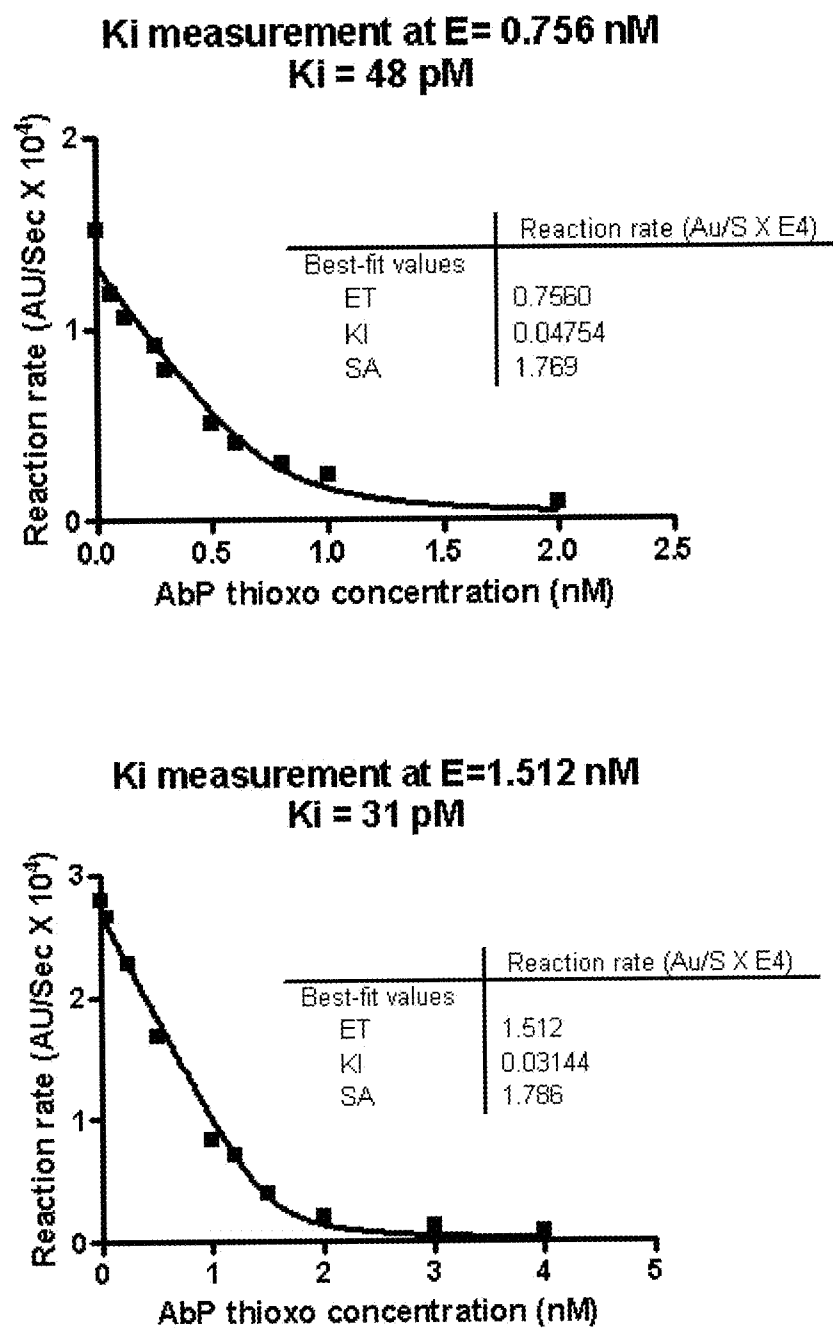 Ki measurement at E= 0.756 nM
Ki = 48 pM
Reaction rate (AU/Sec X 10⁴)
2
1
0
0.0 0.5 1.0 1.5 2.0 2.5
AbP thioxo concentration (nM)
Reaction rate (Au/S X E4)
Best-fit values
ET 0.7560
KI 0.04754
SA 1.769
Ki measurement at E=1.512 nM
Ki = 31 pM
Reaction rate (AU/Sec X 10⁴)
3
2
1
0
0 1 2 3 4 5
AbP thioxo concentration (nM)
Reaction rate (Au/S X E4)
Best-fit values
ET 1.512
KI 0.03144
SA 1.786